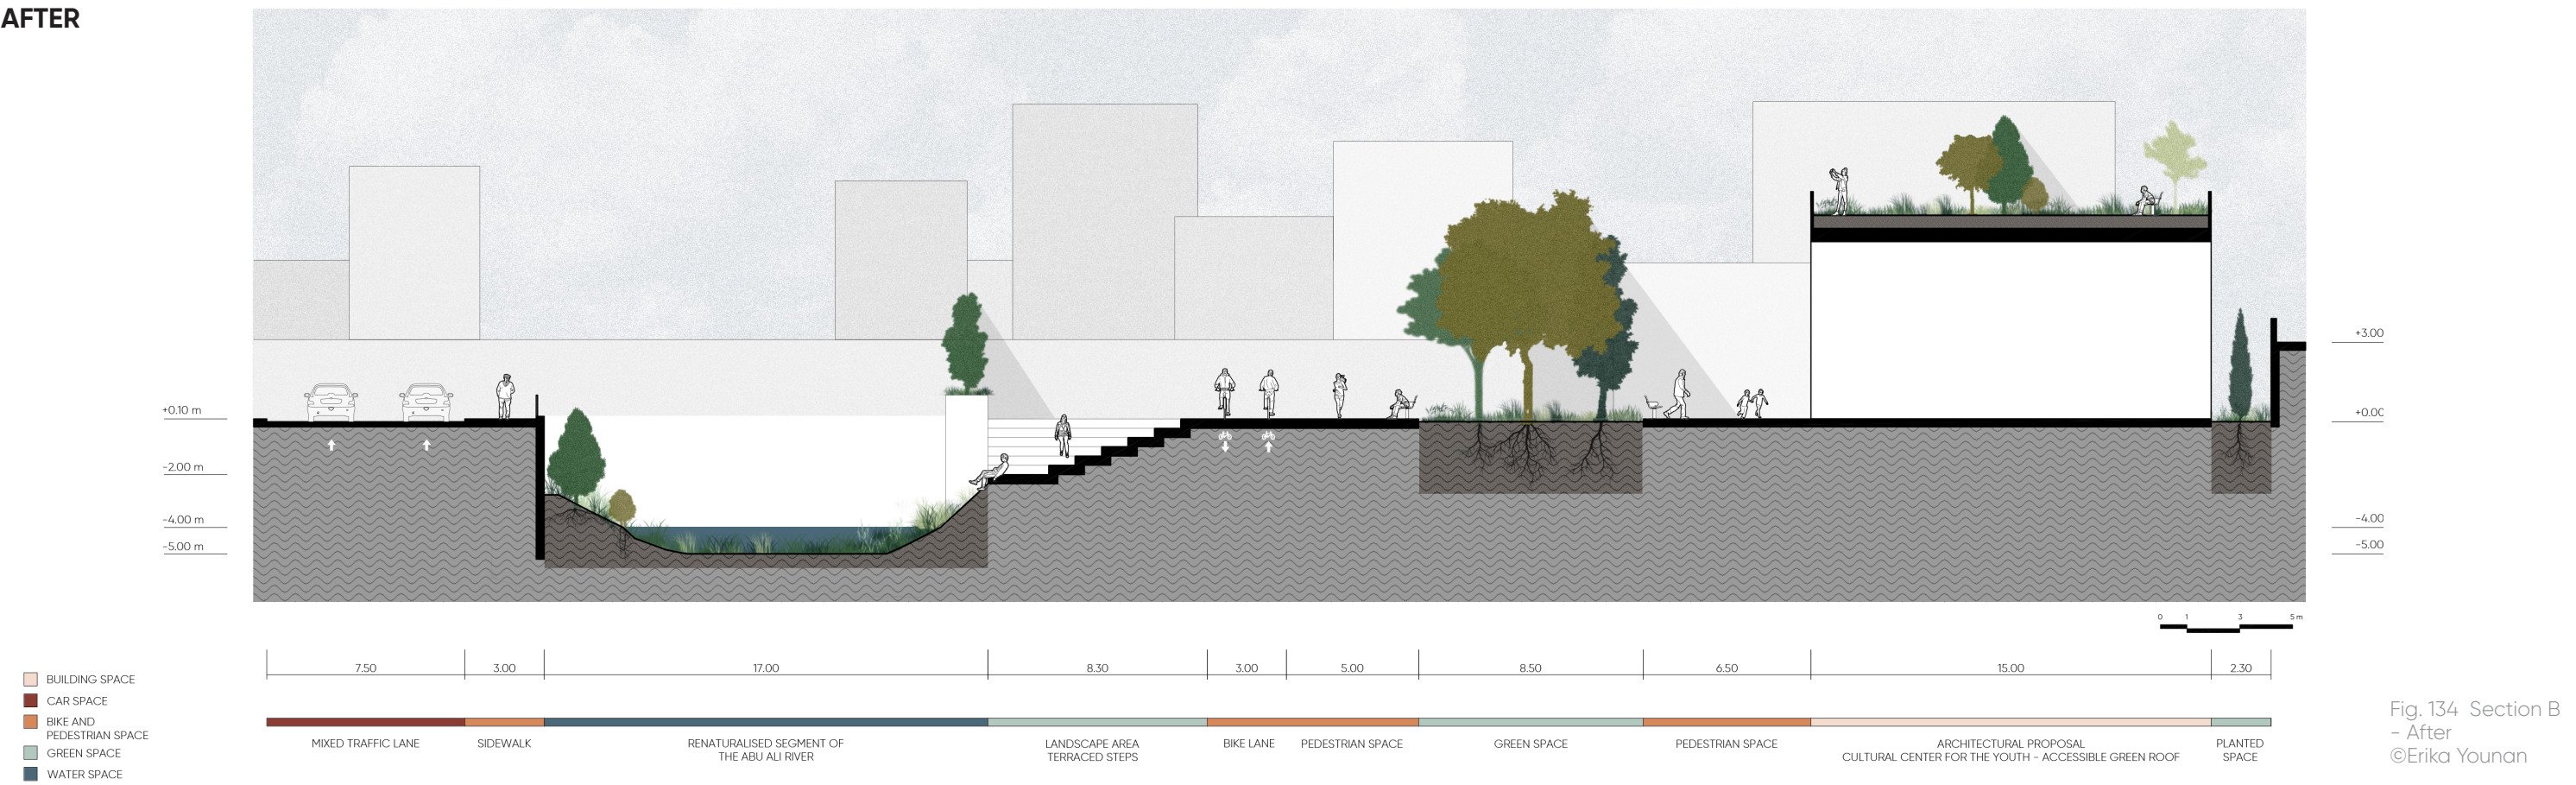 AFTER
+0.10 m
-2.00 m
-4.00 m
-5.00 m
+3.00
+0.00
-4.00
-5.00
0 1 3 5 m
7.50 3.00 17.00 8.30 3.00 5.00 8.50 6.50 15.00 2.30
BUILDING SPACE
CAR SPACE
BIKE AND
PEDESTRIAN SPACE
GREEN SPACE
WATER SPACE
MIXED TRAFFIC LANE
SIDEWALK
RENATURALISED SEGMENT OF
THE ABU ALI RIVER
LANDSCAPE AREA
TERRACED STEPS
BIKE LANE
PEDESTRIAN SPACE
GREEN SPACE
PEDESTRIAN SPACE
ARCHITECTURAL PROPOSAL
CULTURAL CENTER FOR THE YOUTH - ACCESSIBLE GREEN ROOF
PLANTED
SPACE
Fig. 134 Section B
- After
©Erika Younan